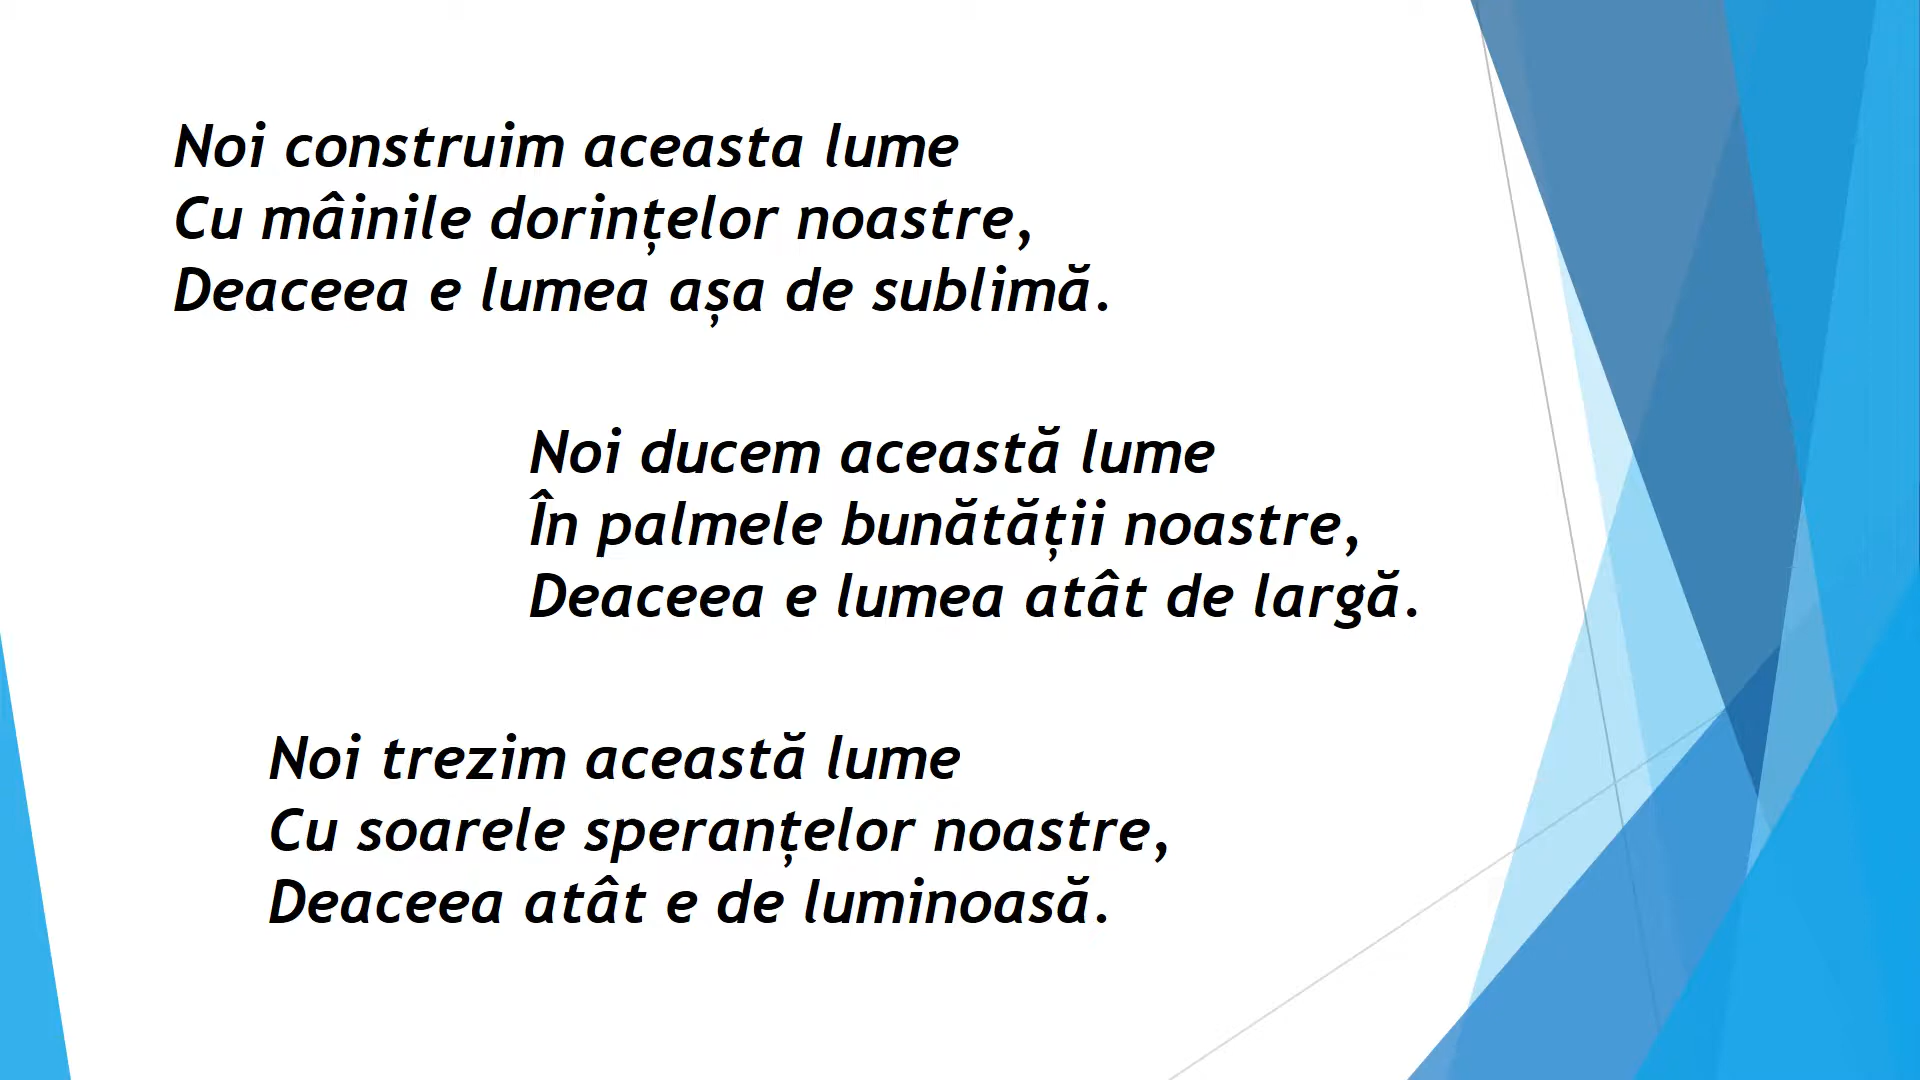 Noi construim aceasta lume
Cu mâinile dorințelor noastre,
Deaceea e lumea așa de sublimă.
Noi ducem această lume
În palmele bunătății noastre,
Deaceea e lumea atât de largă.
Noi trezim această lume
Cu soarele speranțelor noastre,
Deaceea atât e de luminoasă.